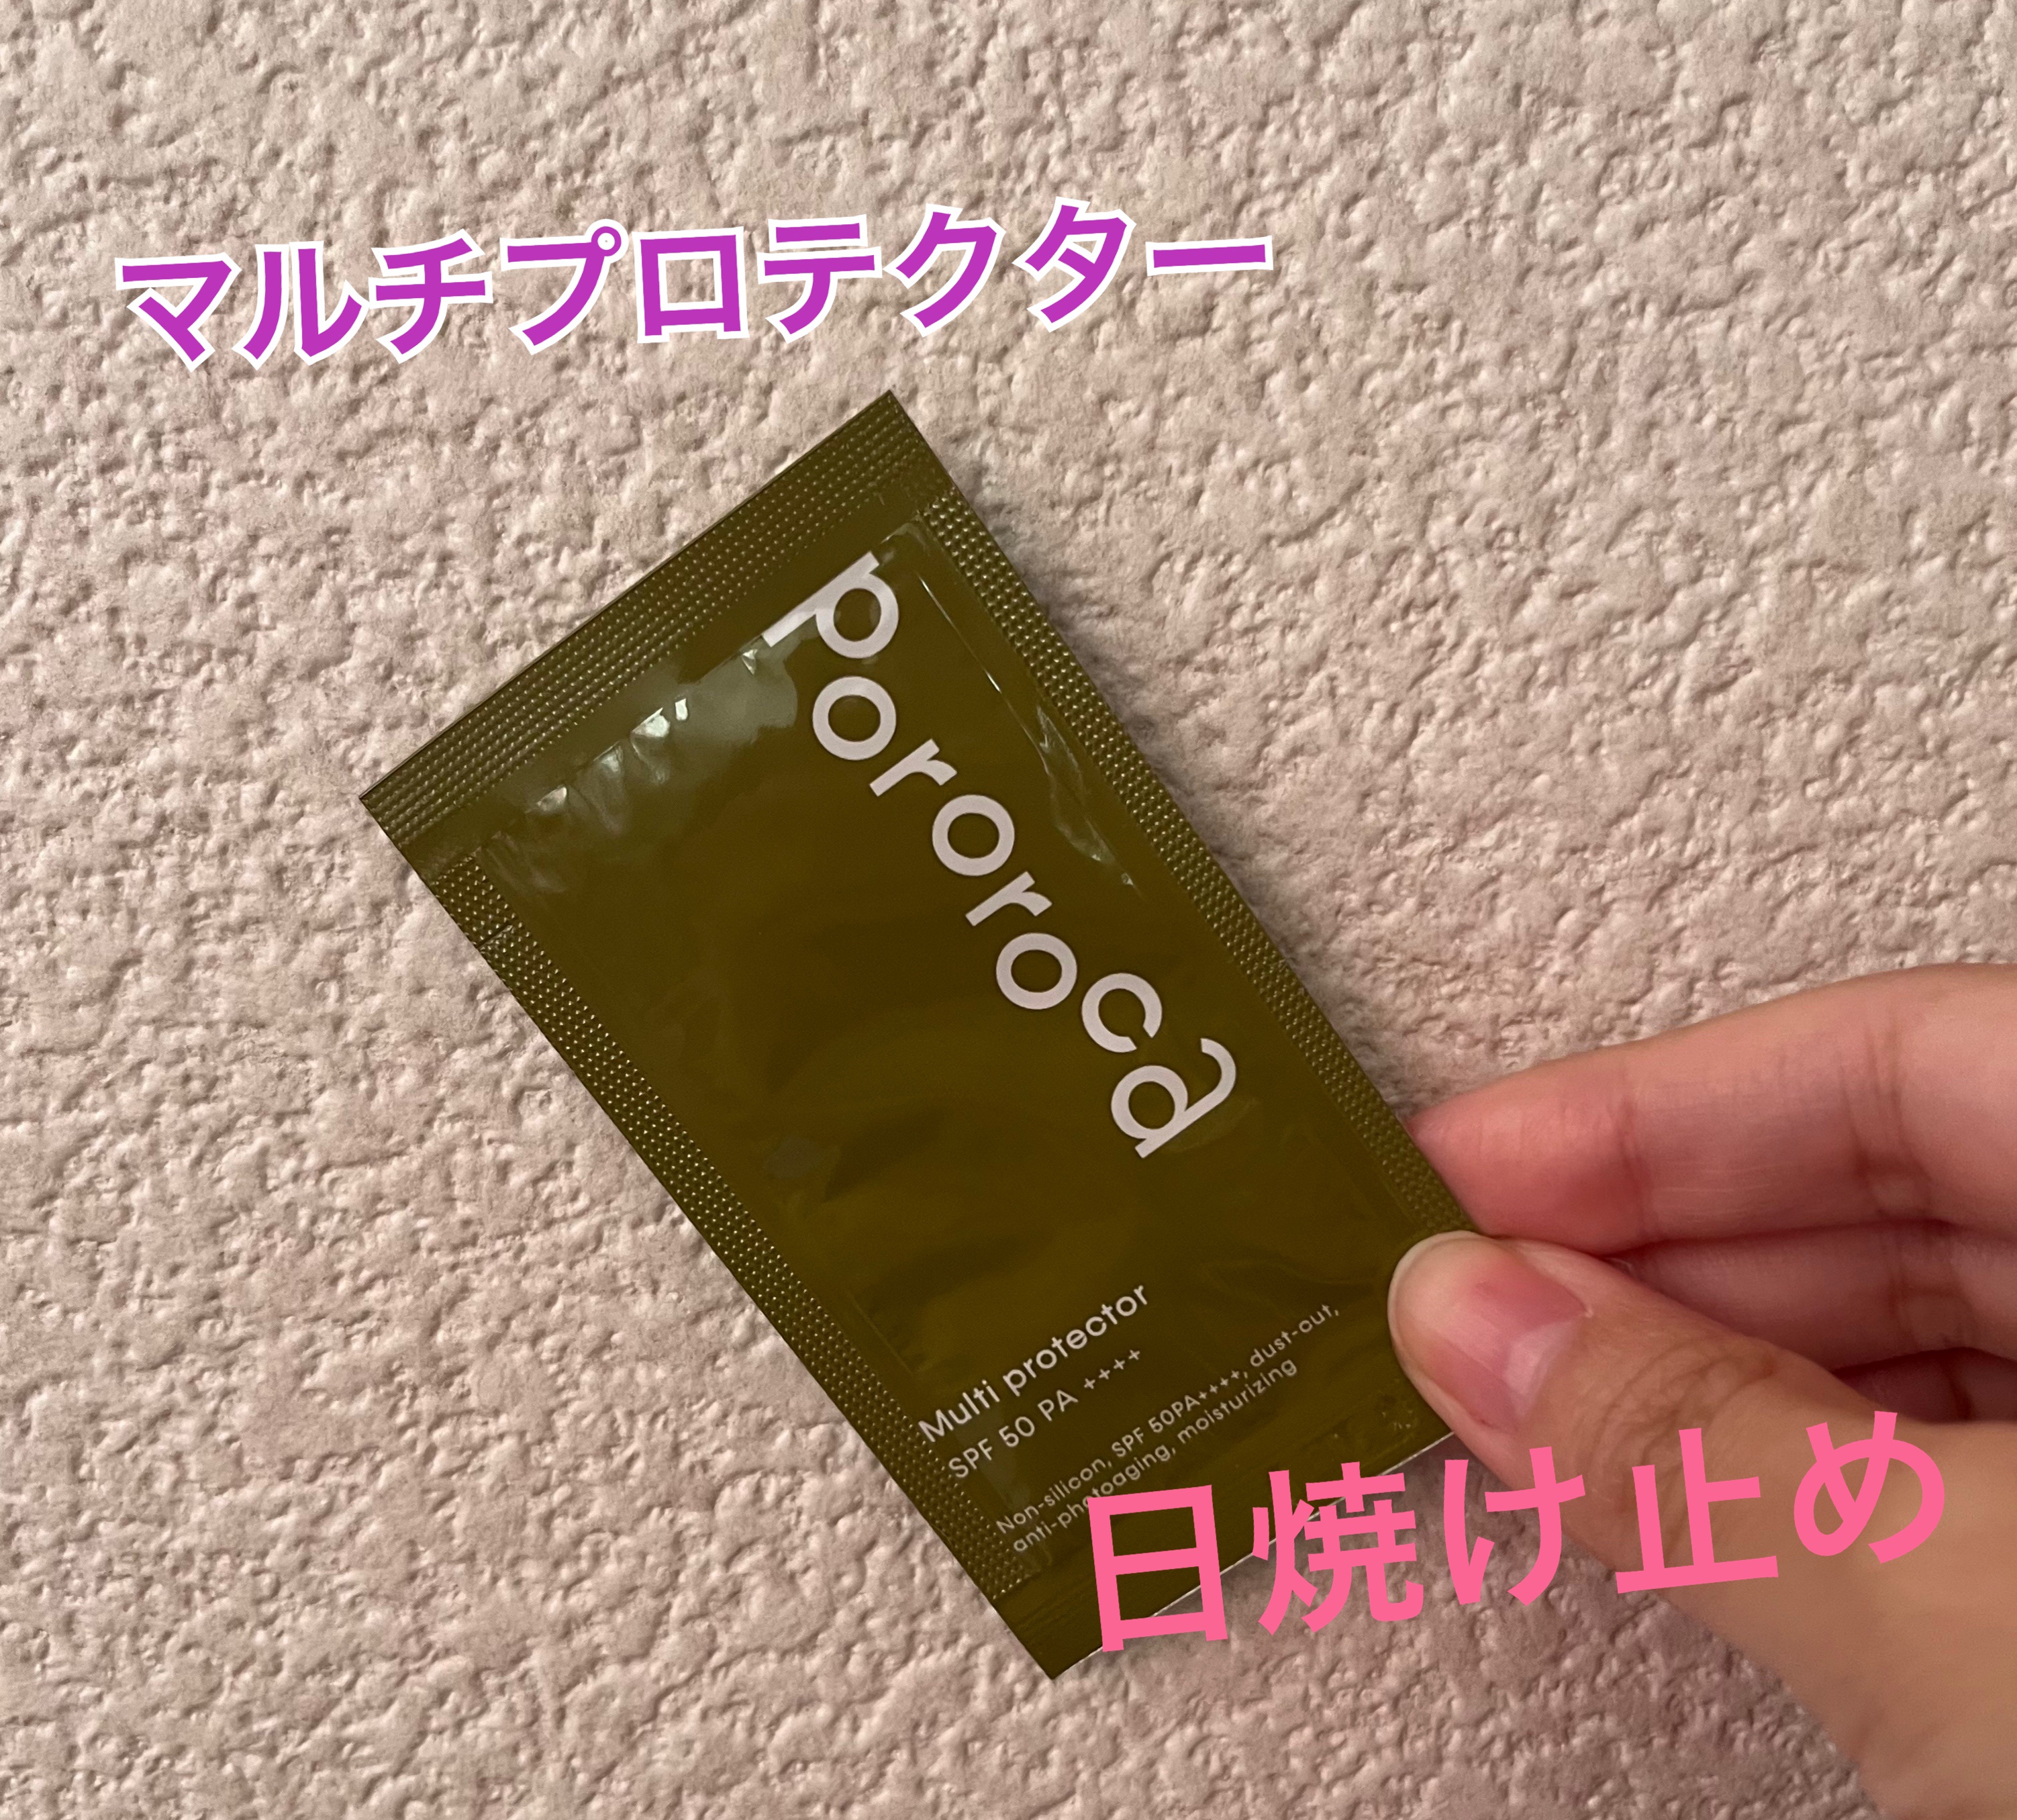 マルチプロテクター
pororoca
Multi protector
SPF 50 PA ++++
Non-silicon, SPF 50PA++++, dust-out,
anti-photoaging, moisturizing
日焼け止め